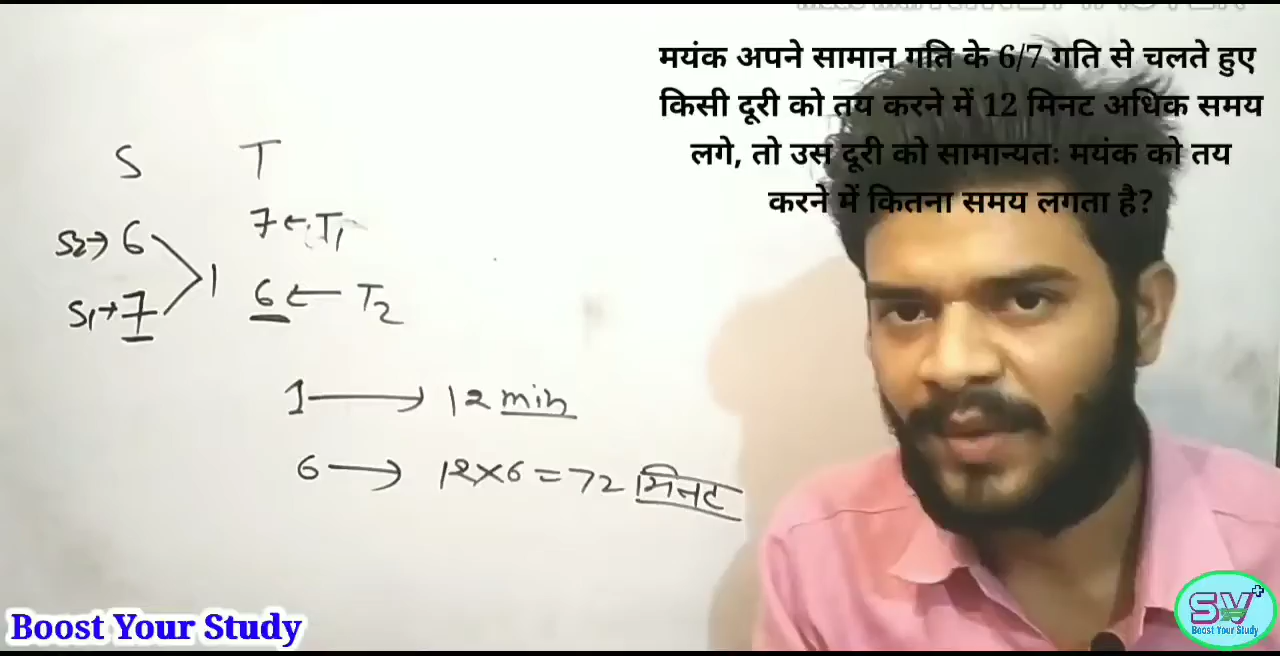 मयंक अपने सामान गति के 6/7 गति से चलते हुए
किसी दूरी को तय करने में 12 मिनट अधिक समय
लगे, तो उस दूरी को सामान्यतः मयंक को तय
करने में कितना समय लगता है?
S T
S2→ 6 1 7 ← T1
S1→ 7 6 ← T2
1 → 12 min
6 → 12×6=72 मिनट
Boost Your Study
SV+
Boost Your Study